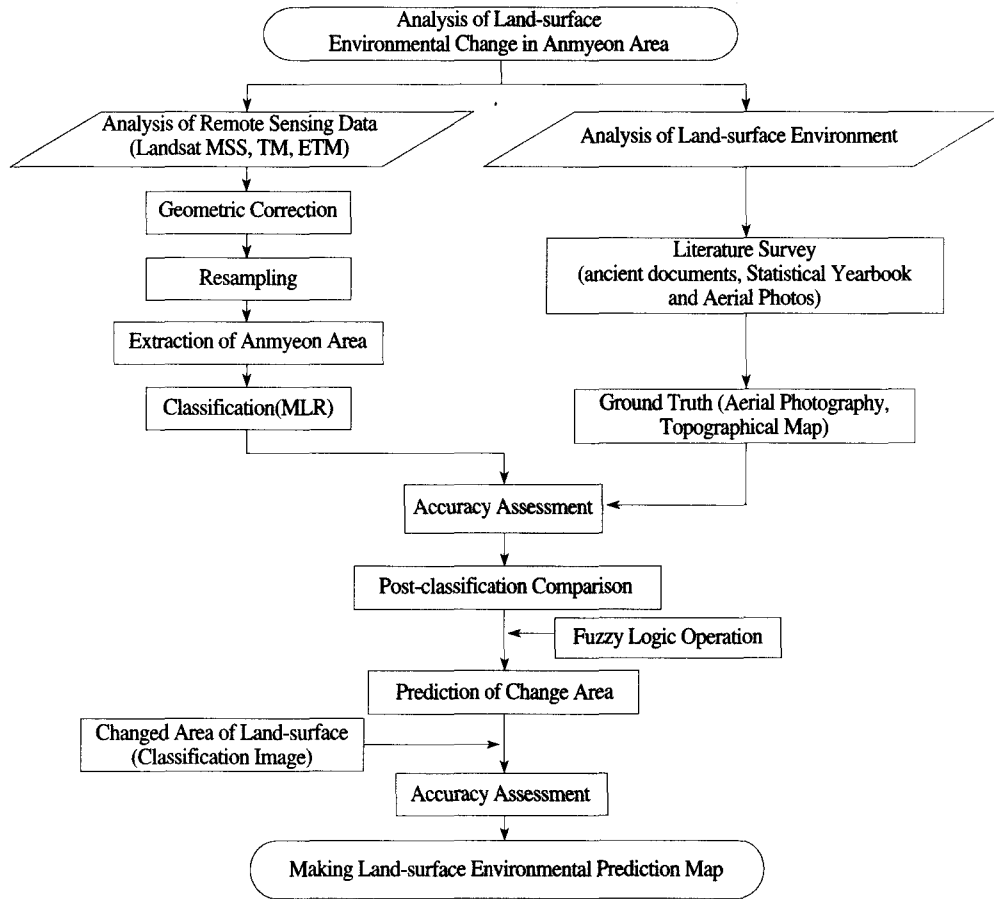 Analysis of Land-surface
Environmental Change in Anmyeon Area
Analysis of Remote Sensing Data
(Landsat MSS, TM, ETM)
Analysis of Land-surface Environment
Geometric Correction
Resampling
Extraction of Anmyeon Area
Classification(MLR)
Literature Survey
(ancient documents, Statistical Yearbook
and Aerial Photos)
Ground Truth (Aerial Photography,
Topographical Map)
Accuracy Assessment
Post-classification Comparison
Fuzzy Logic Operation
Prediction of Change Area
Changed Area of Land-surface
(Classification Image)
Accuracy Assessment
Making Land-surface Environmental Prediction Map